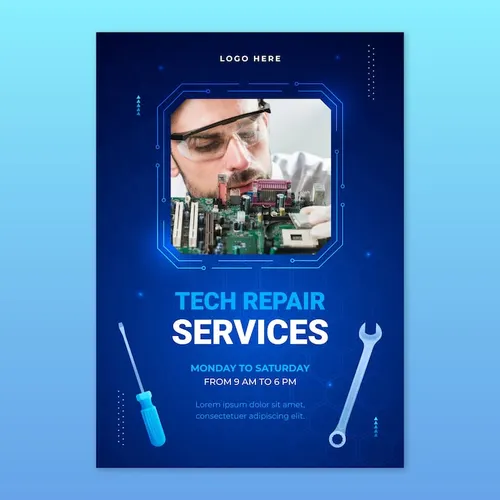 LOGO HERE
TECH REPAIR
SERVICES
MONDAY TO SATURDAY
FROM 9 AM TO 6 PM
Lorem ipsum dolor sit amet,
consectetuer adipiscing elit.